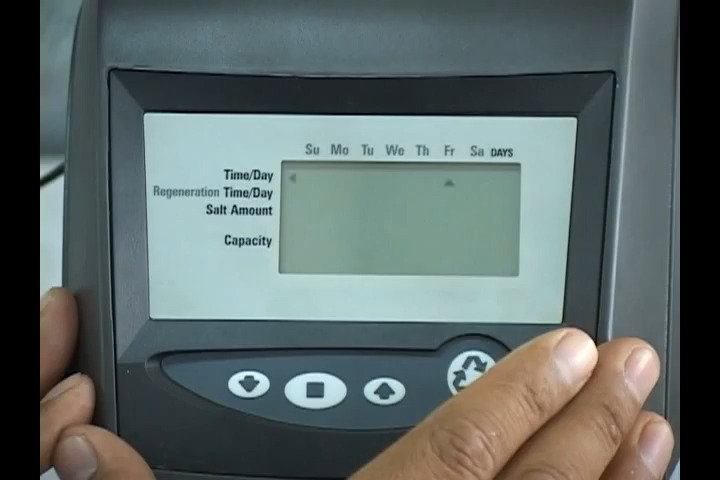 Su Mo Tu We Th Fr Sa DAYS
Time/Day
Regeneration Time/Day
Salt Amount
Capacity